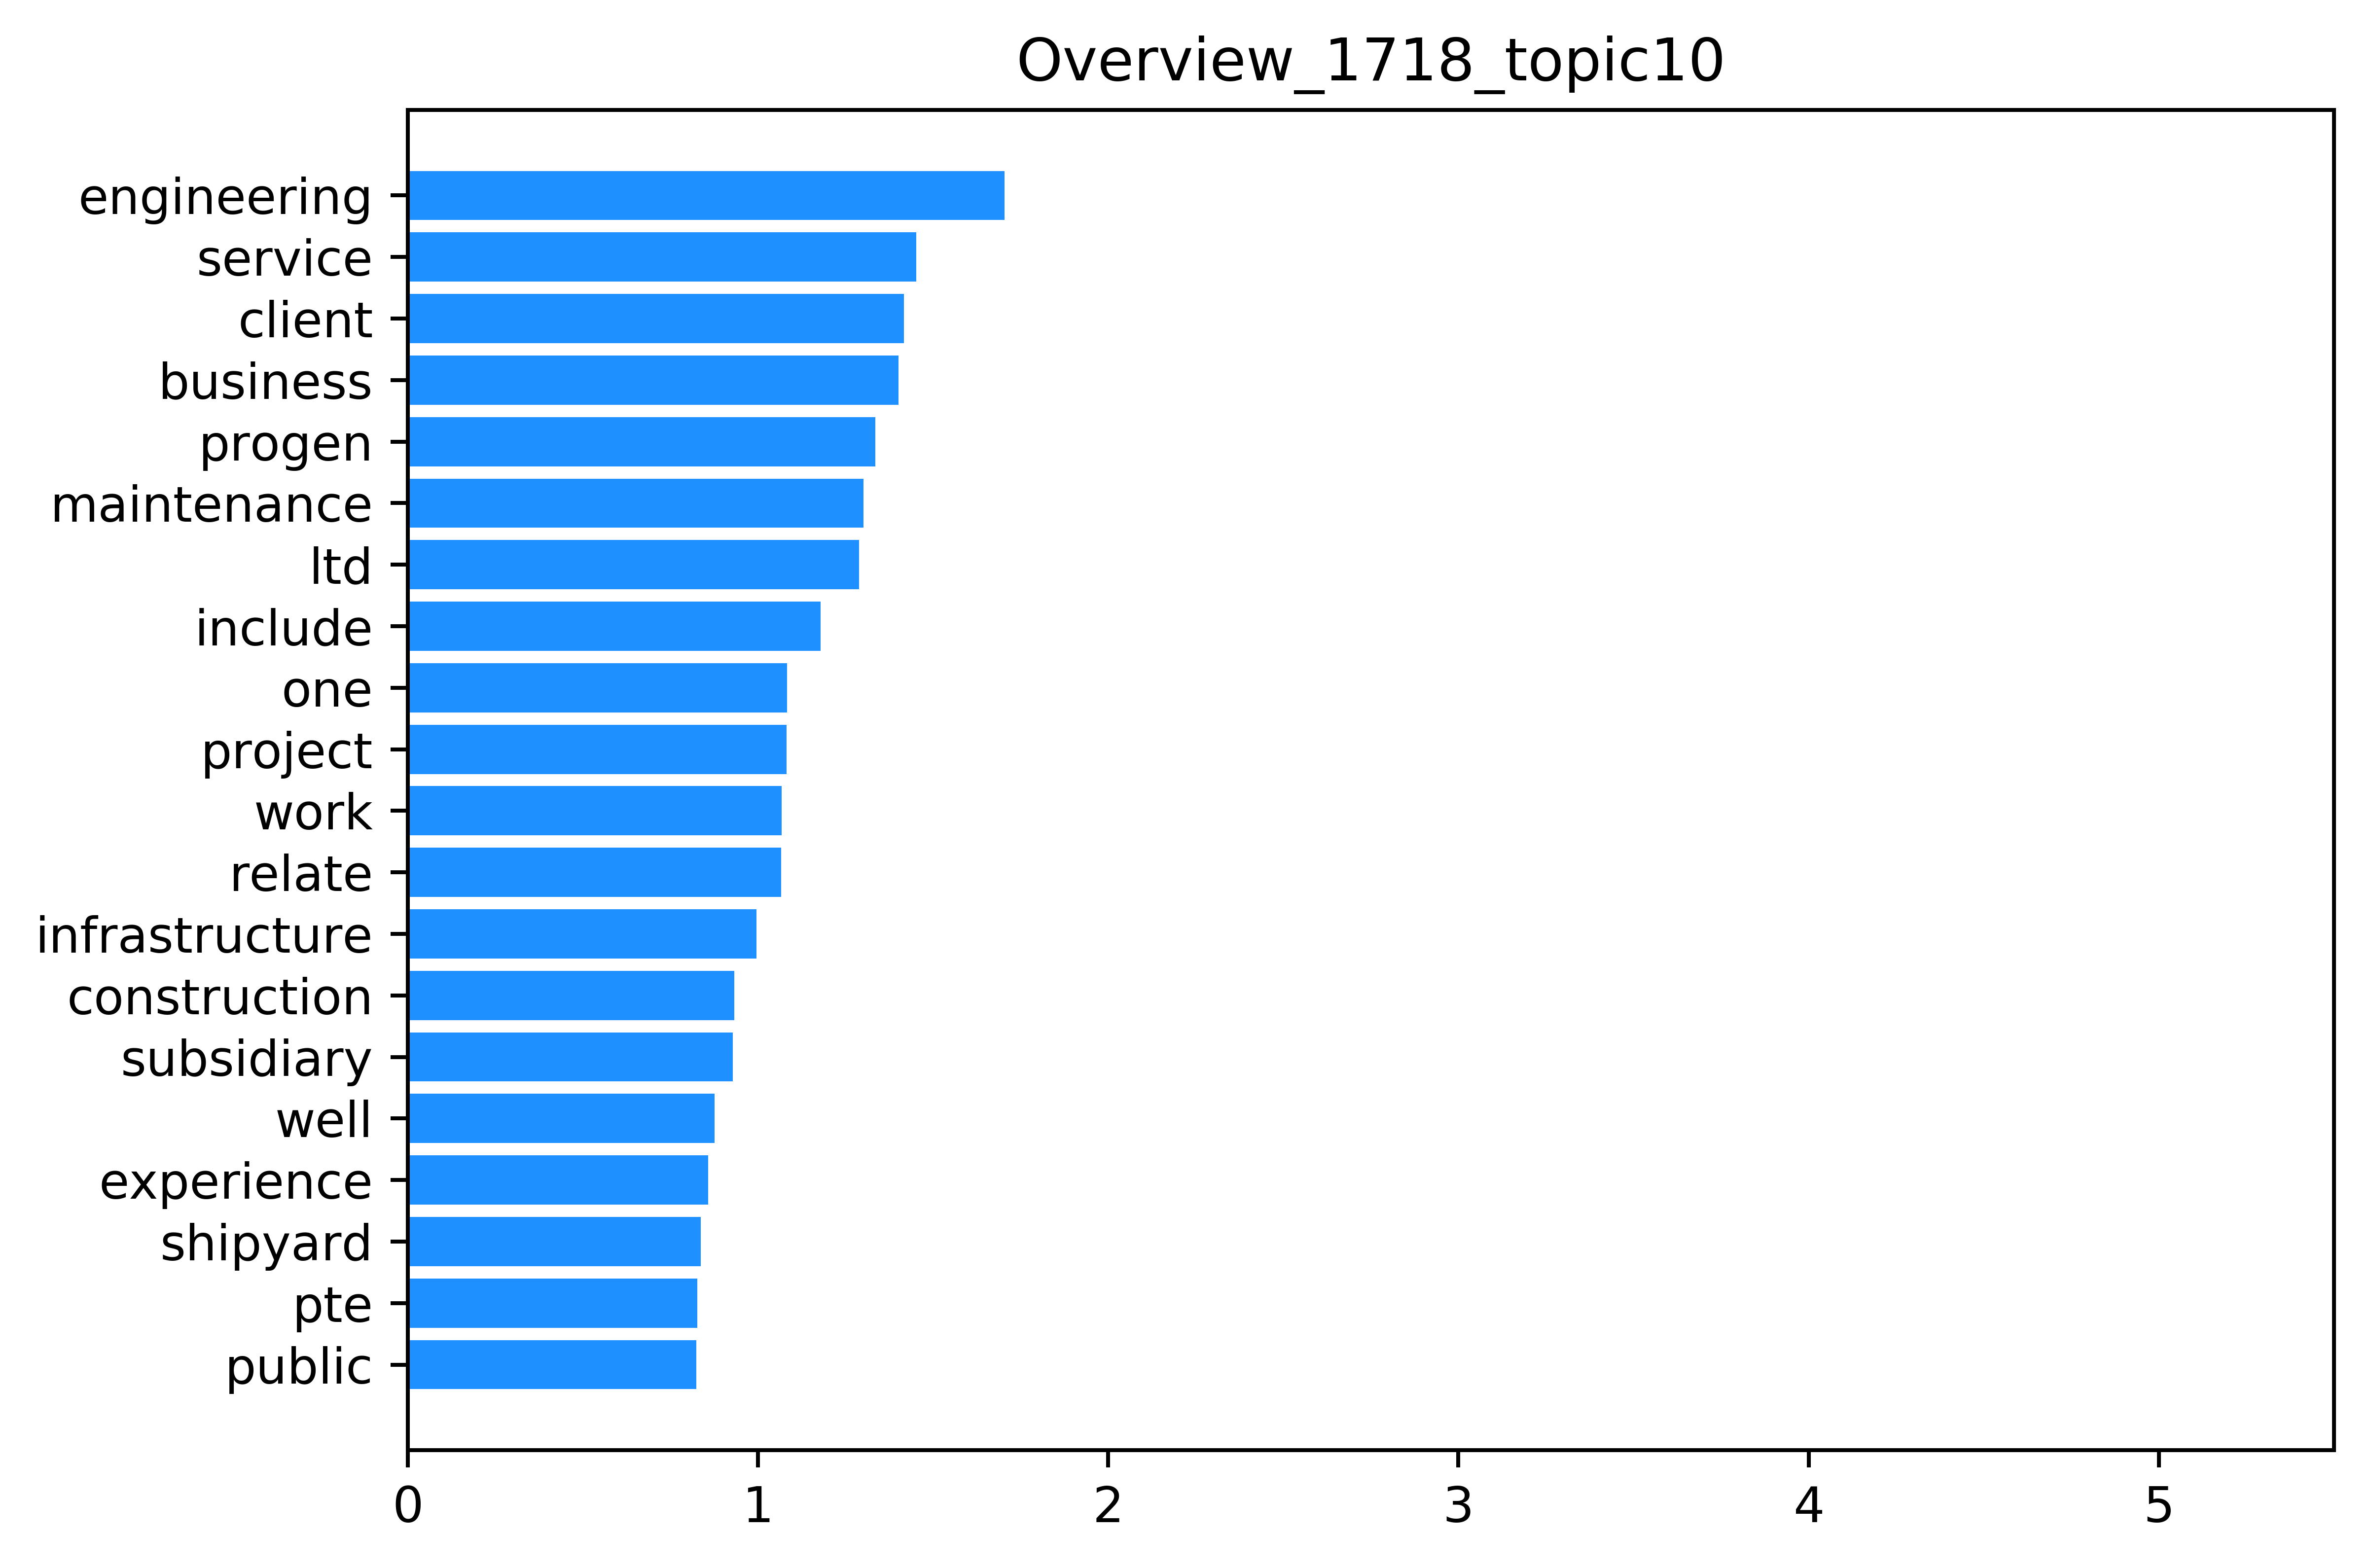 Overview_1718_topic10
engineering
service
client
business
progen
maintenance
ltd
include
one
project
work
relate
infrastructure
construction
subsidiary
well
experience
shipyard
pte
public
0 1 2 3 4 5